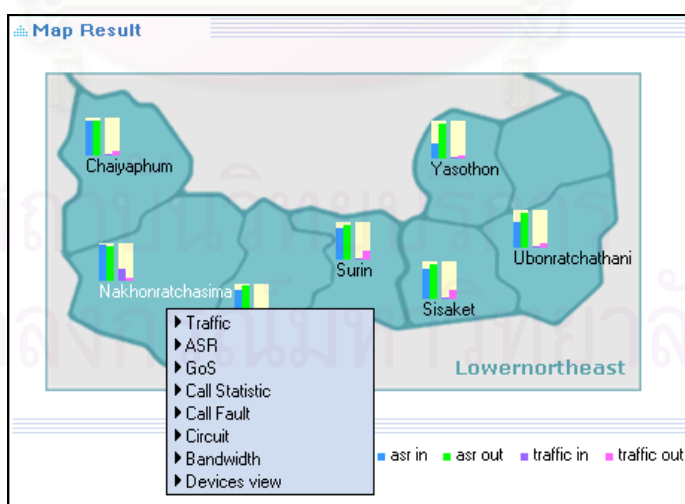 Map Result
Chaiyaphum
Yasothon
Ubonratchathani
Surin
Nakhonratchasima
Sisaket
Traffic
ASR
GoS
Call Statistic
Call Fault
Circuit
Bandwidth
Devices view
Lowernortheast
asr in
asr out
traffic in
traffic out